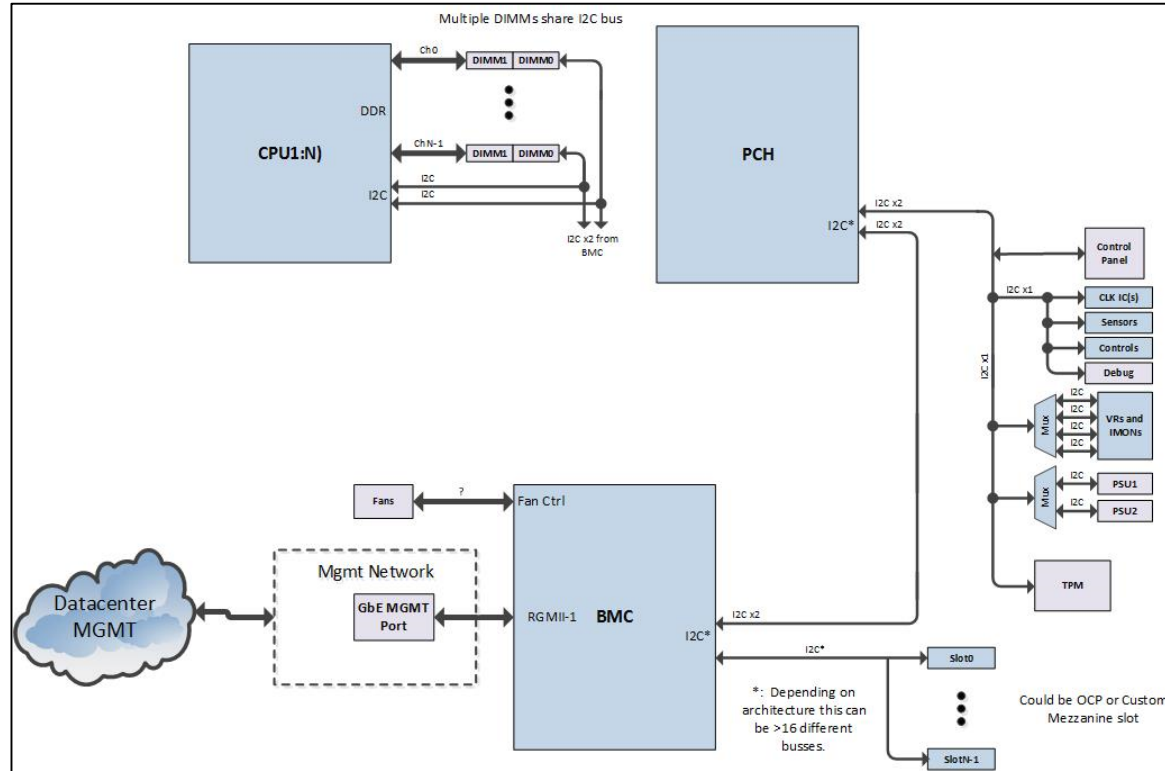 Multiple DIMMs share I2C bus
Ch0
DIMM1 DIMM0
DDR
CPU1:N)
ChN-1
DIMM1 DIMM0
I2C
I2C
I2C
I2C x2 from
BMC
PCH
I2C*
I2C x2
I2C x2
Control
Panel
I2C x1
CLK IC(s)
Sensors
Controls
Debug
I2C x1
Mux
I2C
I2C
I2C
I2C
VRs and
IMONs
Mux
I2C
I2C
PSU1
PSU2
TPM
Fans
?
Fan Ctrl
Mgmt Network
GbE MGMT
Port
RGMII-1
BMC
I2C*
Datacenter
MGMT
I2C x2
I2C*
Slot0
*: Depending on
architecture this can
be >16 different
busses.
Could be OCP or Custom
Mezzanine slot
SlotN-1